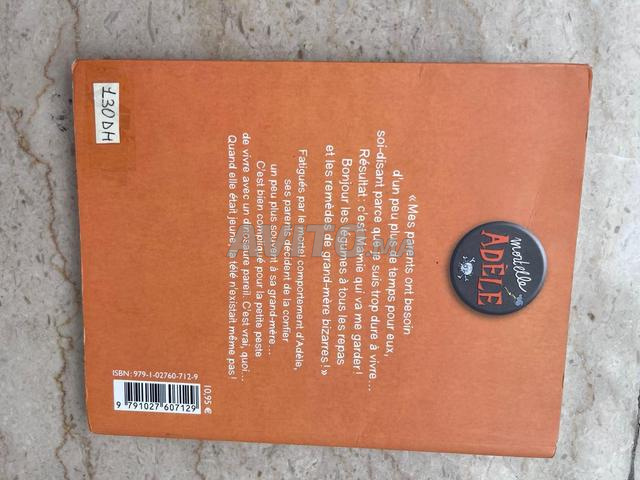 130DH
mortelle
ADÈLE
« Mes parents ont besoin
d'un peu plus de temps pour eux,
soi-disant parce que je suis trop dure à vivre...
Résultat : c'est Mamie qui va me garder !
Bonjour les légumes à tous les repas
et les remèdes de grand-mère bizarres ! »
Fatigués par le mortel comportement d'Adèle,
ses parents décident de la confier
un peu plus souvent à sa grand-mère...
C'est bien compliqué pour la petite peste
de vivre avec un dinosaure pareil. C'est vrai, quoi...
Quand elle était jeune, la télé n'existait même pas !
10,95 €
ISBN : 979-1-02760-712-9
9 791027 607129